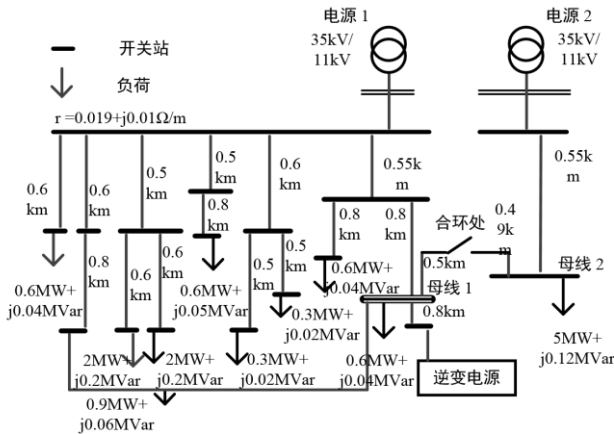 电源 1
电源 2
35kV/
11kV
35kV/
11kV
开关站
负荷
r =0.019+j0.01Ω/m
0.6
km
0.6
km
0.5
km
0.5
km
0.6
km
0.55k
m
0.55k
m
0.8
km
0.8
km
0.8
km
合环处
0.4
9km
0.8
km
0.6
km
0.6
km
0.5
km
0.5
km
0.5km
母线 2
0.6MW+
j0.04MVar
0.6MW+
j0.05MVar
0.6MW+
j0.04MVar
母线 1
0.3MW+
j0.02MVar
0.8km
5MW+
j0.12MVar
2MW+
j0.2MVar
2MW+
j0.2MVar
0.3MW+
j0.02MVar
0.6MW+
j0.04MVar
逆变电源
0.9MW+
j0.06MVar